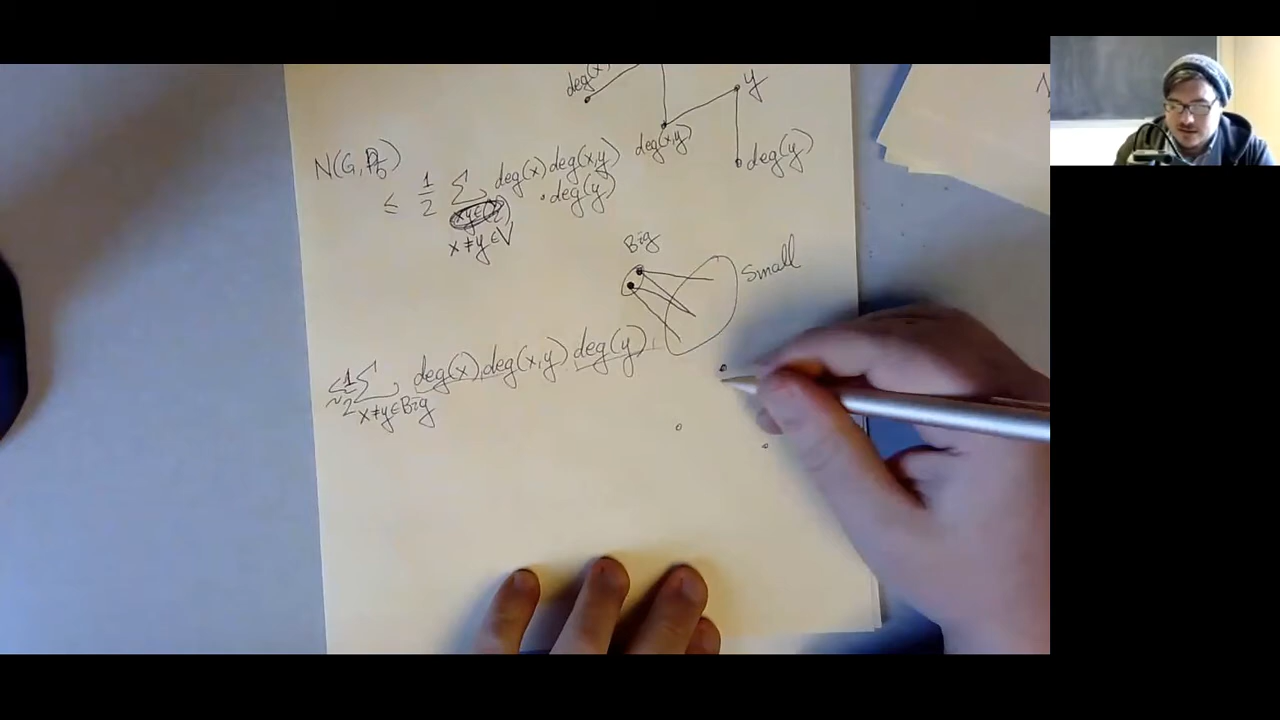 deg(x)
y
deg(x,y)
deg(y)
N(G, P₅)
≤ 1/2 Σ deg(x) deg(x,y)
· deg(y)
x≠y∈V
Big
Small
≲ 1/2 Σ deg(x) deg(x,y) deg(y)
x≠y∈Big